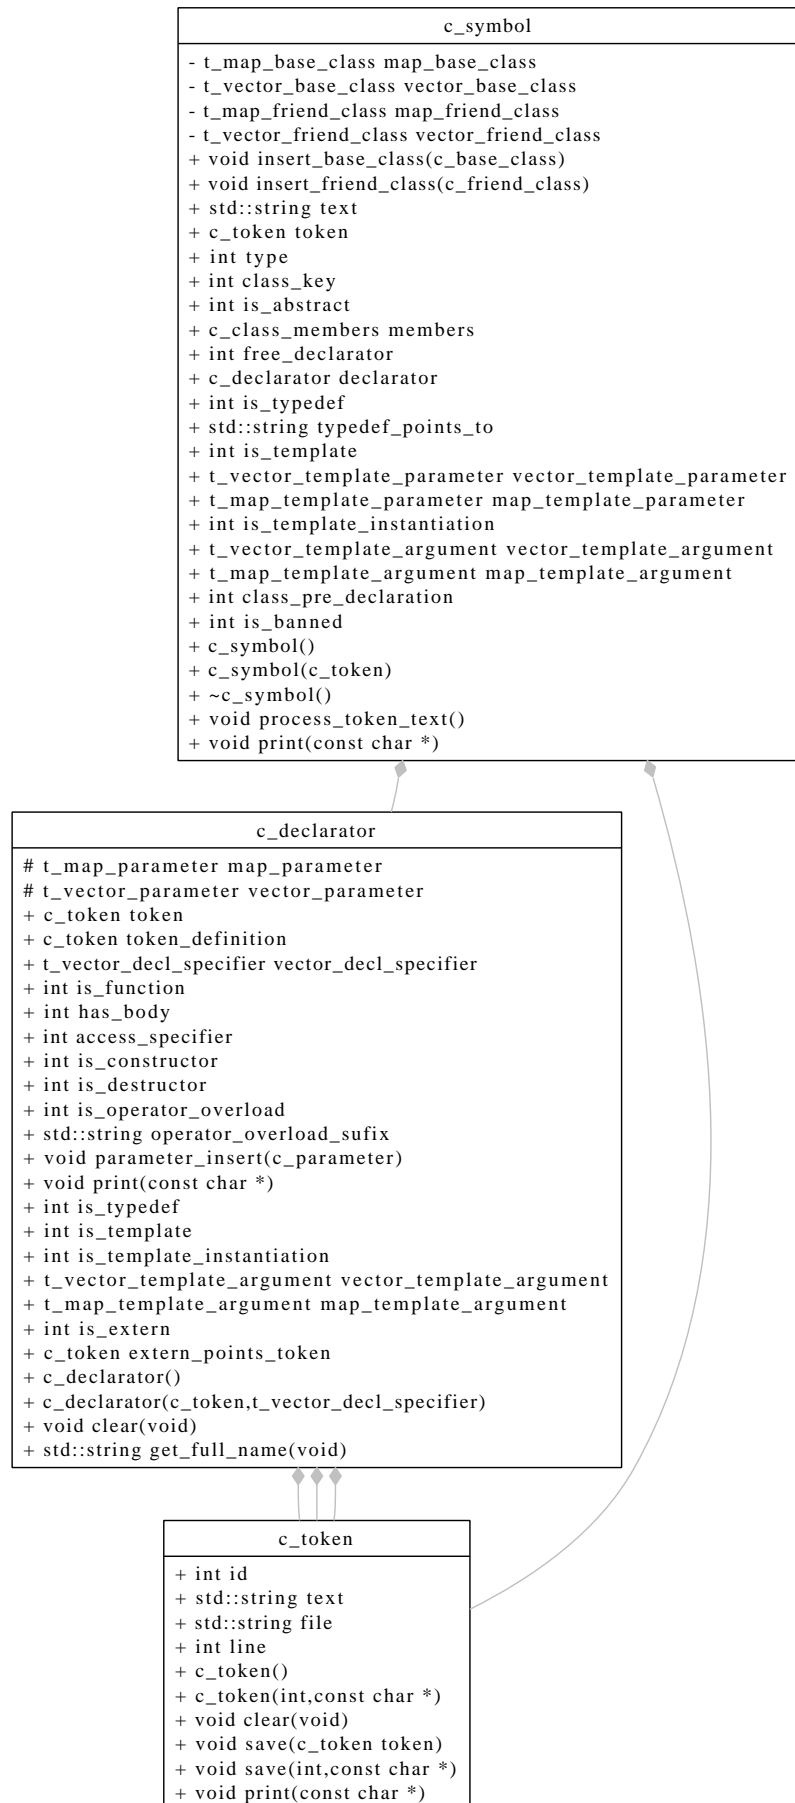 c_symbol
- t_map_base_class map_base_class
- t_vector_base_class vector_base_class
- t_map_friend_class map_friend_class
- t_vector_friend_class vector_friend_class
+ void insert_base_class(c_base_class)
+ void insert_friend_class(c_friend_class)
+ std::string text
+ c_token token
+ int type
+ int class_key
+ int is_abstract
+ c_class_members members
+ int free_declarator
+ c_declarator declarator
+ int is_typedef
+ std::string typedef_points_to
+ int is_template
+ t_vector_template_parameter vector_template_parameter
+ t_map_template_parameter map_template_parameter
+ int is_template_instantiation
+ t_vector_template_argument vector_template_argument
+ t_map_template_argument map_template_argument
+ int class_pre_declaration
+ int is_banned
+ c_symbol()
+ c_symbol(c_token)
+ ~c_symbol()
+ void process_token_text()
+ void print(const char *)
c_declarator
# t_map_parameter map_parameter
# t_vector_parameter vector_parameter
+ c_token token
+ c_token token_definition
+ t_vector_decl_specifier vector_decl_specifier
+ int is_function
+ int has_body
+ int access_specifier
+ int is_constructor
+ int is_destructor
+ int is_operator_overload
+ std::string operator_overload_sufix
+ void parameter_insert(c_parameter)
+ void print(const char *)
+ int is_typedef
+ int is_template
+ int is_template_instantiation
+ t_vector_template_argument vector_template_argument
+ t_map_template_argument map_template_argument
+ int is_extern
+ c_token extern_points_token
+ c_declarator()
+ c_declarator(c_token,t_vector_decl_specifier)
+ void clear(void)
+ std::string get_full_name(void)
c_token
+ int id
+ std::string text
+ std::string file
+ int line
+ c_token()
+ c_token(int,const char *)
+ void clear(void)
+ void save(c_token token)
+ void save(int,const char *)
+ void print(const char *)